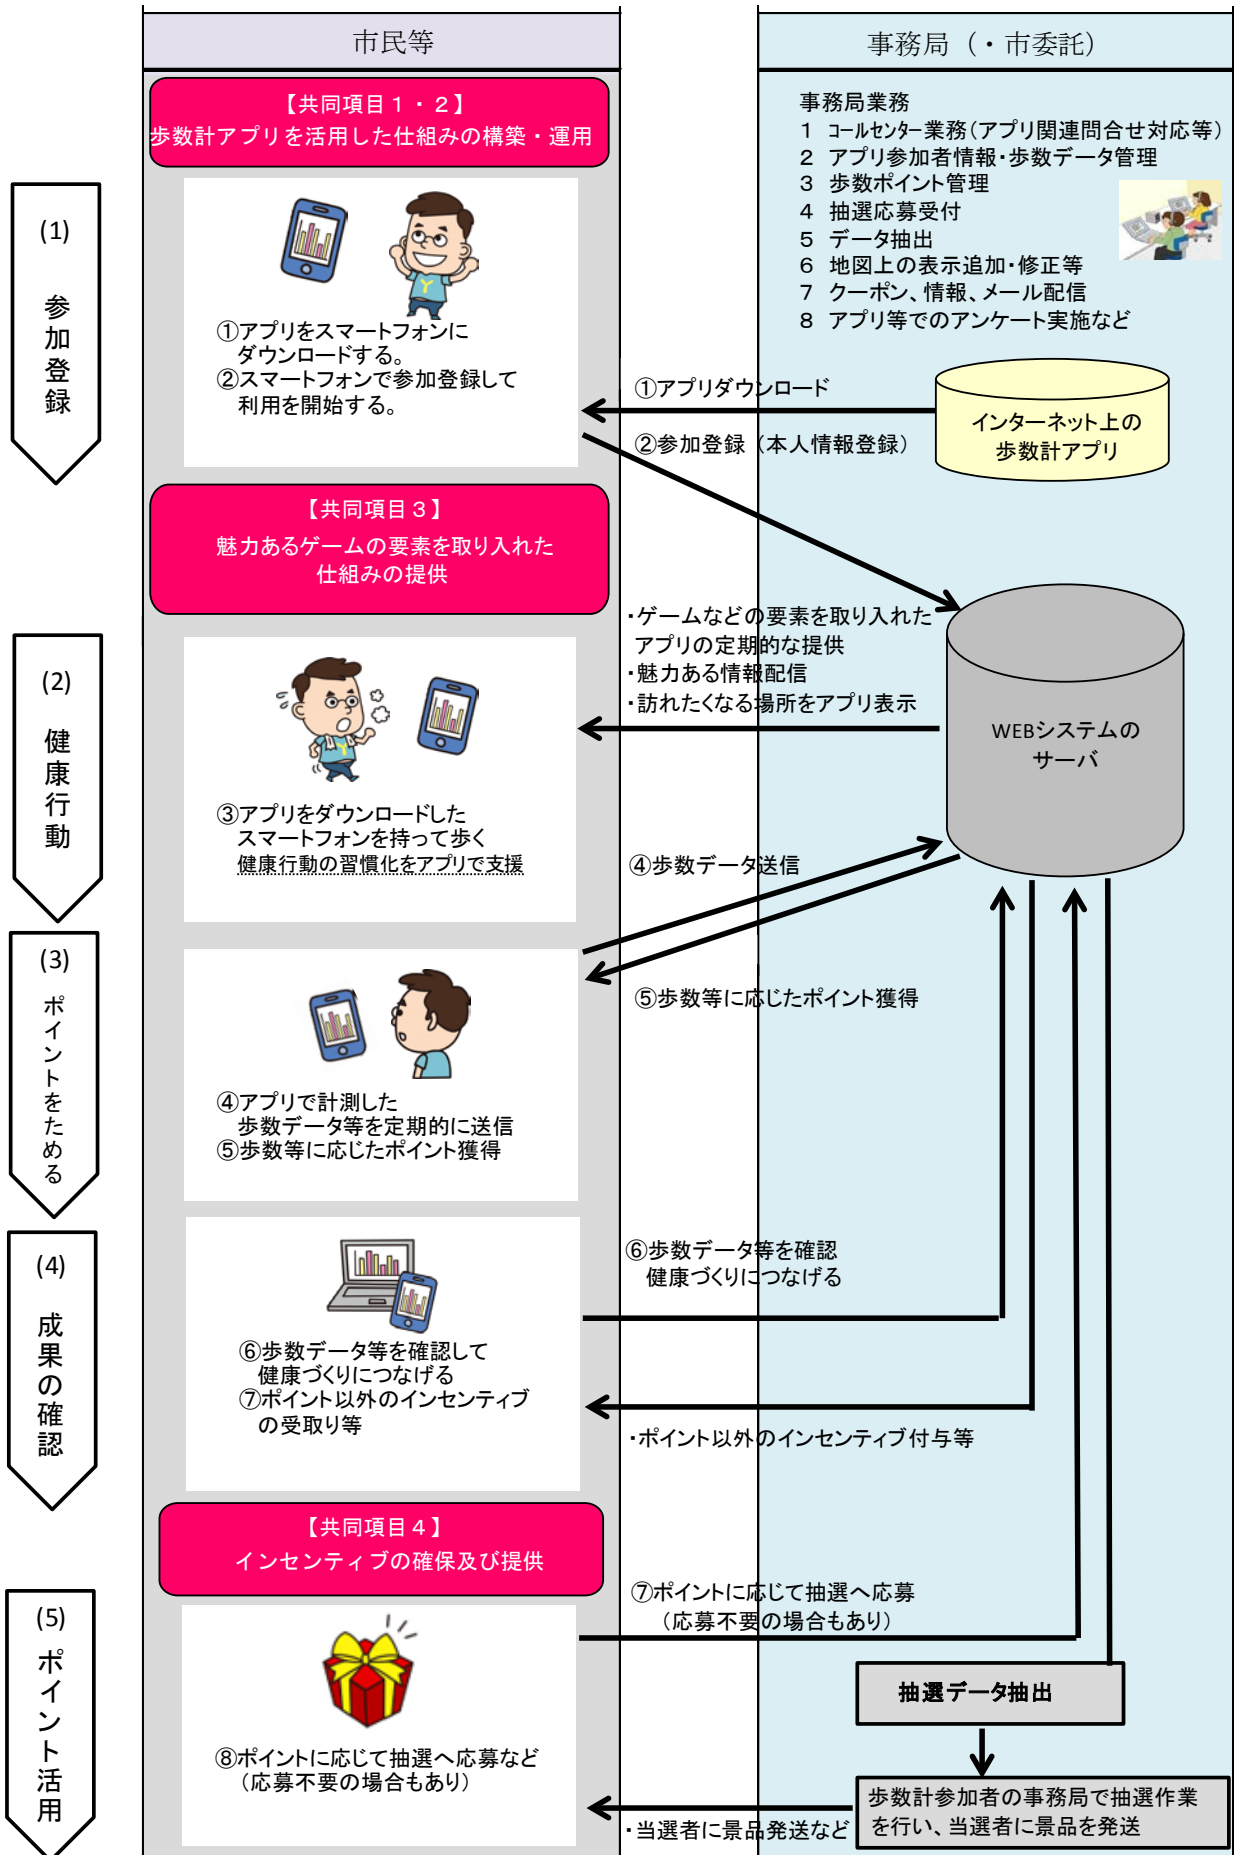 市民等
事務局（・市委託）
【共同項目１・２】
歩数計アプリを活用した仕組みの構築・運用
事務局業務
１ コールセンター業務（アプリ関連問合せ対応等）
２ アプリ参加者情報・歩数データ管理
３ 歩数ポイント管理
４ 抽選応募受付
５ データ抽出
６ 地図上の表示追加・修正等
７ クーポン、情報、メール配信
８ アプリ等でのアンケート実施など
(1)
参加登録
①アプリをスマートフォンに
ダウンロードする。
②スマートフォンで参加登録して
利用を開始する。
①アプリダウンロード
②参加登録（本人情報登録）
インターネット上の
歩数計アプリ
【共同項目３】
魅力あるゲームの要素を取り入れた
仕組みの提供
(2)
健康行動
・ゲームなどの要素を取り入れた
アプリの定期的な提供
・魅力ある情報配信
・訪れたくなる場所をアプリ表示
WEBシステムの
サーバ
③アプリをダウンロードした
スマートフォンを持って歩く
健康行動の習慣化をアプリで支援
④歩数データ送信
(3)
ポイントをためる
⑤歩数等に応じたポイント獲得
④アプリで計測した
歩数データ等を定期的に送信
⑤歩数等に応じたポイント獲得
(4)
成果の確認
⑥歩数データ等を確認
健康づくりにつなげる
⑥歩数データ等を確認して
健康づくりにつなげる
⑦ポイント以外のインセンティブ
の受取り等
・ポイント以外のインセンティブ付与等
【共同項目４】
インセンティブの確保及び提供
(5)
ポイント活用
⑦ポイントに応じて抽選へ応募
（応募不要の場合もあり）
抽選データ抽出
⑧ポイントに応じて抽選へ応募など
（応募不要の場合もあり）
歩数計参加者の事務局で抽選作業
を行い、当選者に景品を発送
・当選者に景品発送など